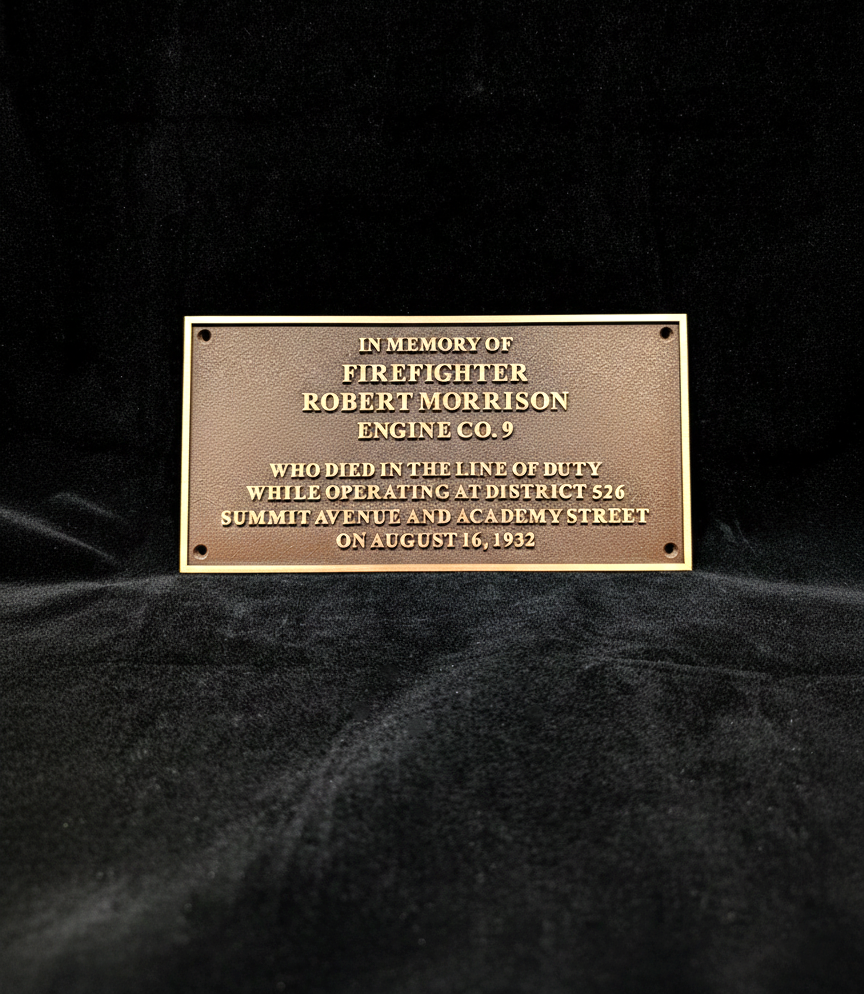 IN MEMORY OF
FIREFIGHTER
ROBERT MORRISON
ENGINE CO. 9
WHO DIED IN THE LINE OF DUTY
WHILE OPERATING AT DISTRICT 526
SUMMIT AVENUE AND ACADEMY STREET
ON AUGUST 16, 1932